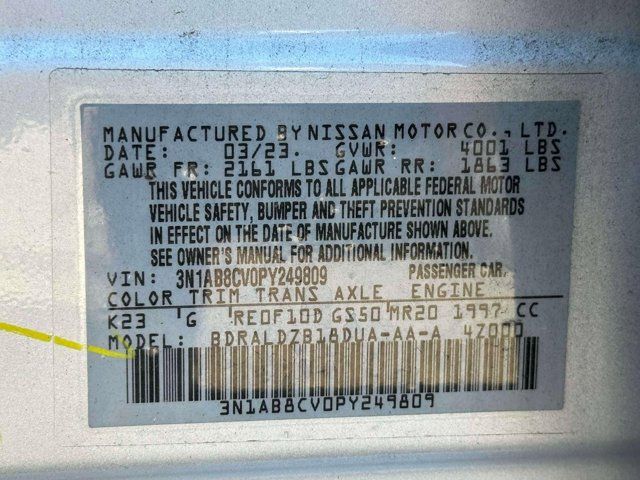 MANUFACTURED BY NISSAN MOTOR CO., LTD.
DATE: 03/23. GVWR: 4001 LBS
GAWR FR: 2161 LBS GAWR RR: 1863 LBS
THIS VEHICLE CONFORMS TO ALL APPLICABLE FEDERAL MOTOR
VEHICLE SAFETY, BUMPER AND THEFT PREVENTION STANDARDS
IN EFFECT ON THE DATE OF MANUFACTURE SHOWN ABOVE.
SEE OWNER'S MANUAL FOR ADDITIONAL INFORMATION.
VIN: 3N1AB8CV0PY249809 PASSENGER CAR.
COLOR TRIM TRANS AXLE ENGINE
K23 G RE0F10D GS50 MR20 1997 CC
MODEL: BDRALDZB18DUA-AA-A 4Z000
3N1AB8CV0PY249809